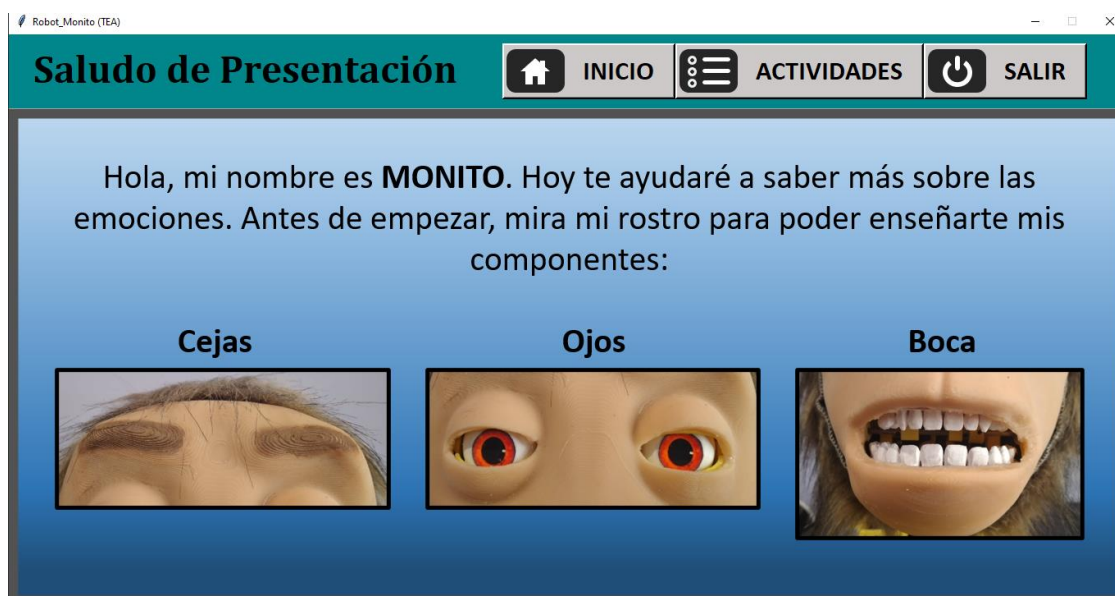 Robot_Monito (TEA)
Saludo de Presentación
INICIO
ACTIVIDADES
SALIR
Hola, mi nombre es MONITO. Hoy te ayudaré a saber más sobre las
emociones. Antes de empezar, mira mi rostro para poder enseñarte mis
componentes:
Cejas
Ojos
Boca